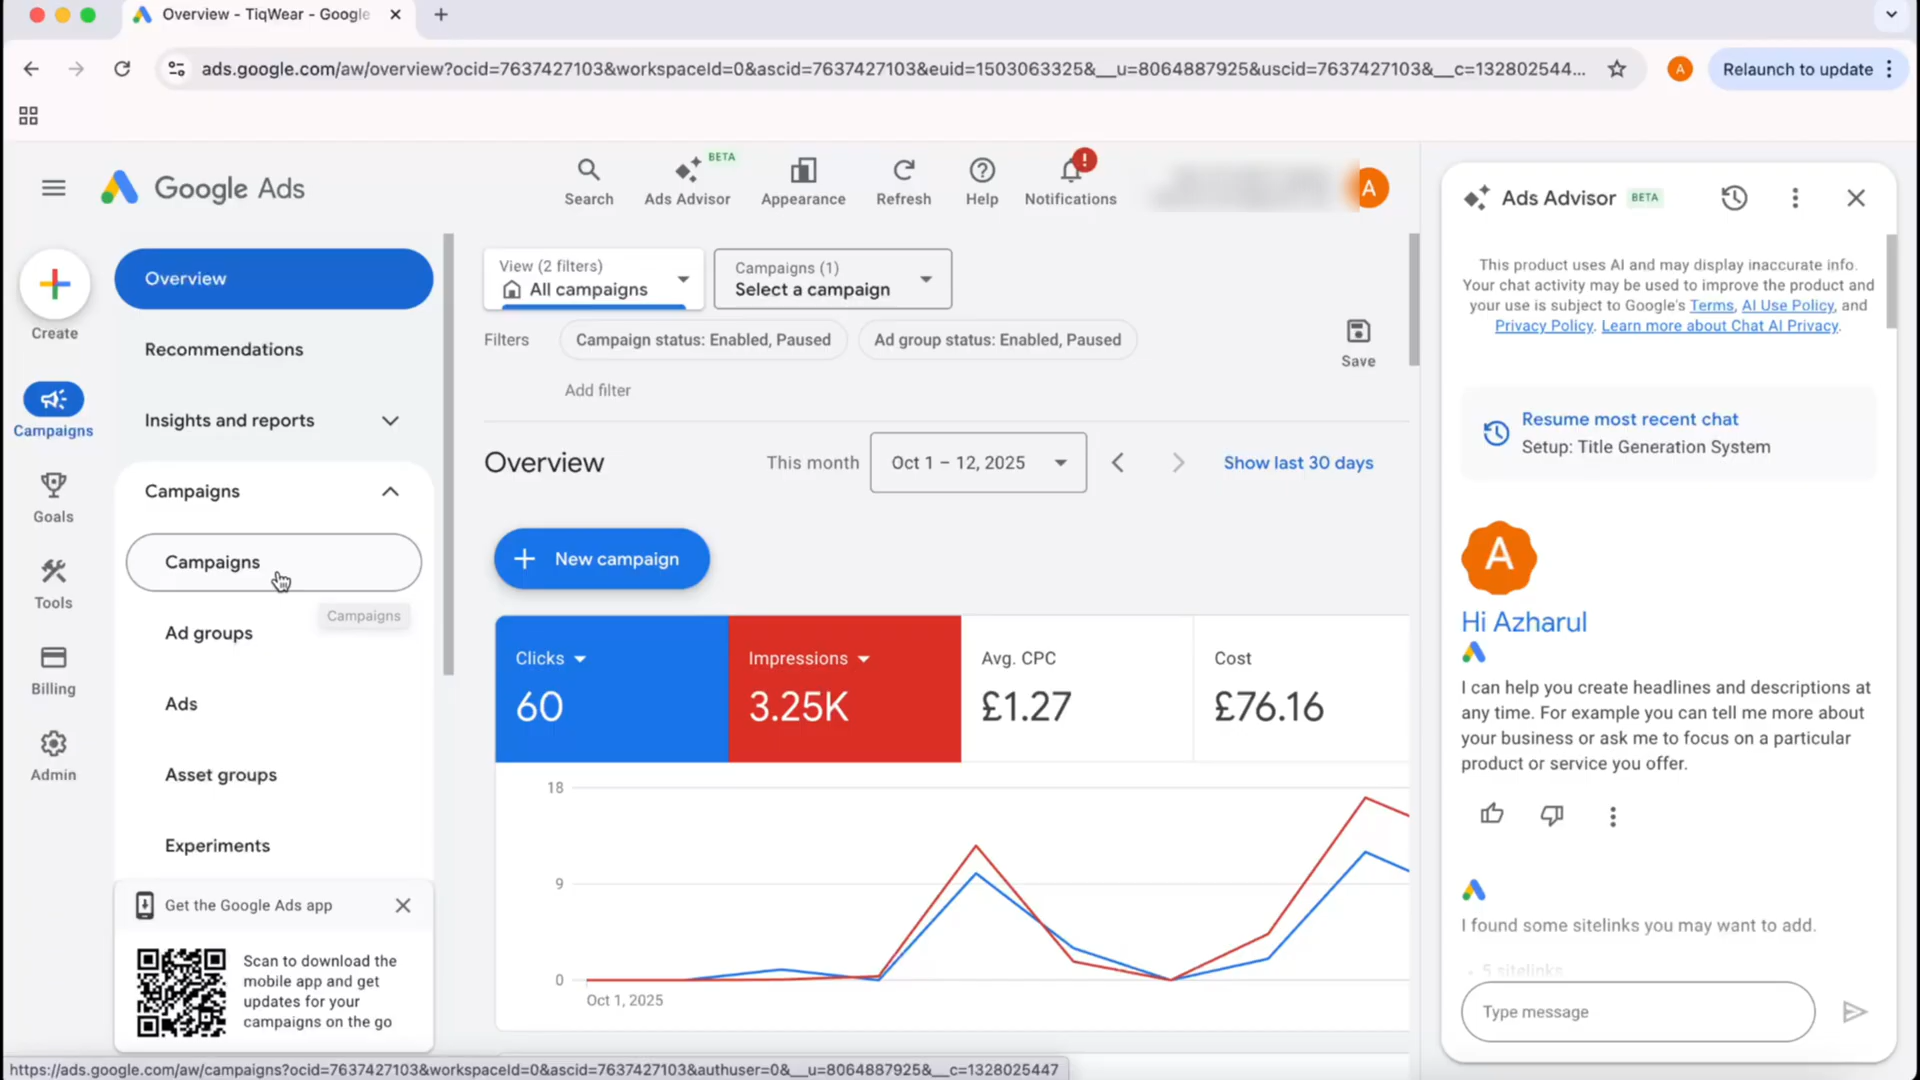 Overview - TiqWear - Google
ads.google.com/aw/overview?ocid=7637427103&workspaceId=0&ascid=7637427103&euid=1503063325&__u=8064887925&uscid=7637427103&__c=132802544...
A
Relaunch to update
Google Ads
Search
BETA
Ads Advisor
Appearance
Refresh
Help
!
Notifications
A
Create
Campaigns
Goals
Tools
Billing
Admin
Overview
Recommendations
Insights and reports
Campaigns
Campaigns
Campaigns
Ad groups
Ads
Asset groups
Experiments
Get the Google Ads app
Scan to download the
mobile app and get
updates for your
campaigns on the go
View (2 filters)
All campaigns
Campaigns (1)
Select a campaign
Filters
Campaign status: Enabled, Paused
Ad group status: Enabled, Paused
Add filter
Save
Overview
This month
Oct 1 – 12, 2025
Show last 30 days
New campaign
Clicks
60
Impressions
3.25K
Avg. CPC
£1.27
Cost
£76.16
18
9
0
Oct 1, 2025
Ads Advisor BETA
This product uses AI and may display inaccurate info.
Your chat activity may be used to improve the product and
your use is subject to Google's Terms, AI Use Policy, and
Privacy Policy. Learn more about Chat AI Privacy.
Resume most recent chat
Setup: Title Generation System
A
Hi Azharul
I can help you create headlines and descriptions at
any time. For example you can tell me more about
your business or ask me to focus on a particular
product or service you offer.
I found some sitelinks you may want to add.
• 5 sitelinks
Type message
https://ads.google.com/aw/campaigns?ocid=7637427103&workspaceId=0&ascid=7637427103&authuser=0&__u=8064887925&__c=1328025447